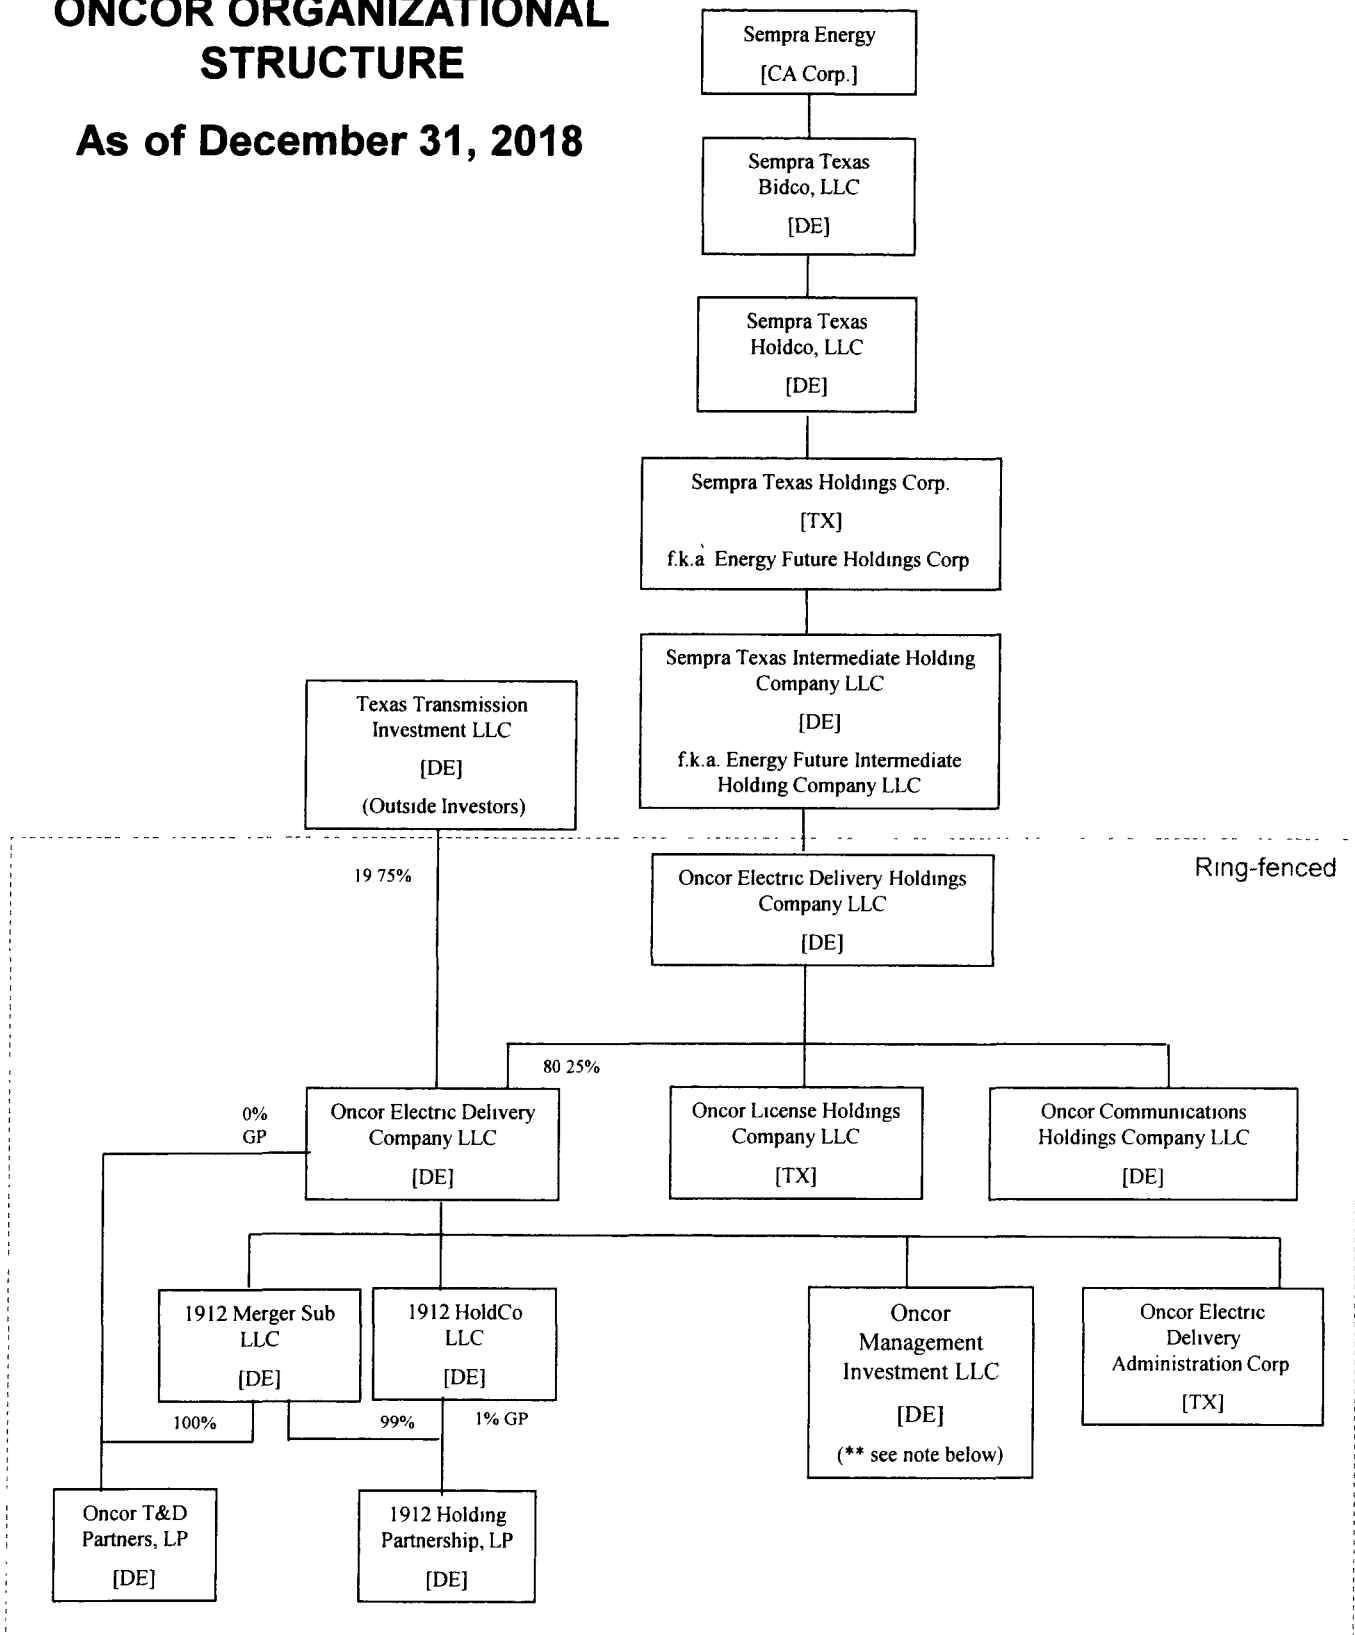 ONCOR ORGANIZATIONAL
STRUCTURE
As of December 31, 2018
Sempra Energy
[CA Corp.]
Sempra Texas
Bidco, LLC
[DE]
Sempra Texas
Holdco, LLC
[DE]
Sempra Texas Holdings Corp.
[TX]
f.k.a Energy Future Holdings Corp
Sempra Texas Intermediate Holding
Company LLC
[DE]
f.k.a. Energy Future Intermediate
Holding Company LLC
Texas Transmission
Investment LLC
[DE]
(Outside Investors)
Ring-fenced
19 75%
Oncor Electric Delivery Holdings
Company LLC
[DE]
80 25%
0%
GP
Oncor Electric Delivery
Company LLC
[DE]
Oncor License Holdings
Company LLC
[TX]
Oncor Communications
Holdings Company LLC
[DE]
1912 Merger Sub
LLC
[DE]
1912 HoldCo
LLC
[DE]
Oncor
Management
Investment LLC
[DE]
(** see note below)
Oncor Electric
Delivery
Administration Corp
[TX]
100%
99%
1% GP
Oncor T&D
Partners, LP
[DE]
1912 Holding
Partnership, LP
[DE]